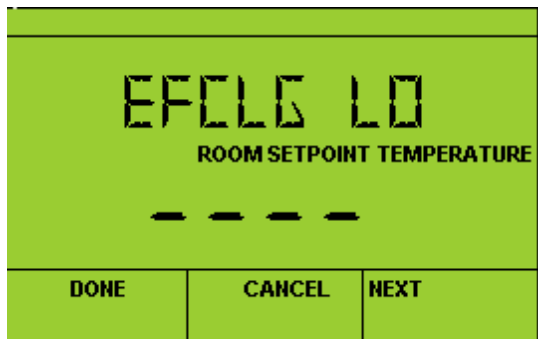 EFCLG LO
ROOM SETPOINT TEMPERATURE
----
DONE CANCEL NEXT